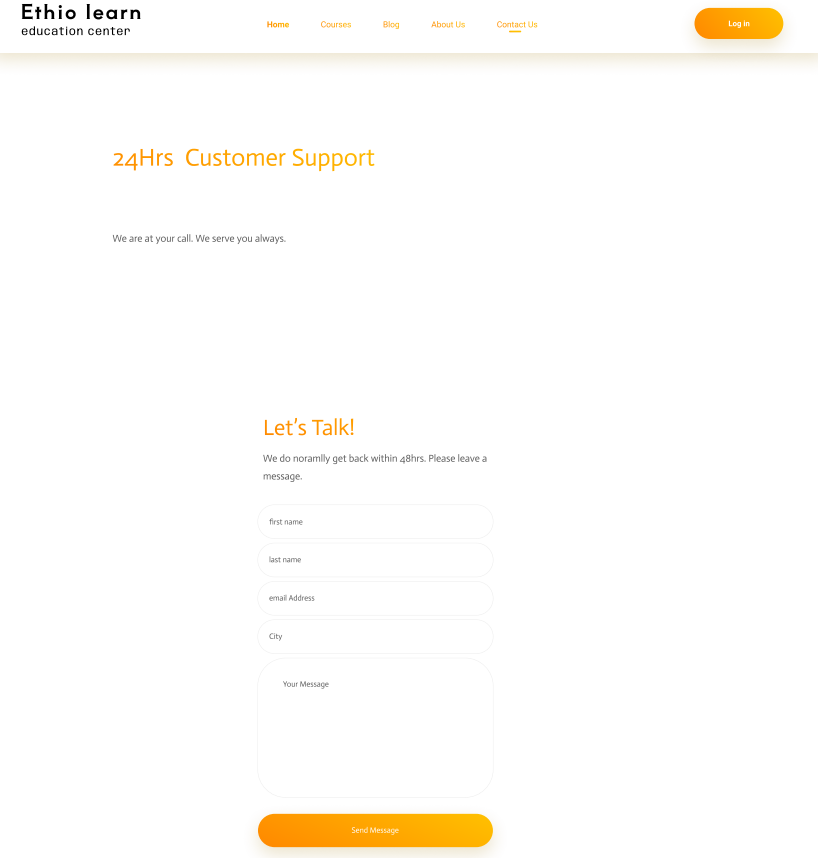 Ethio learn
education center
Home Courses Blog About Us Contact Us
Log in
24Hrs Customer Support
We are at your call. We serve you always.
Let's Talk!
We do noramlly get back within 48hrs. Please leave a
message.
first name
last name
email Address
City
Your Message
Send Message